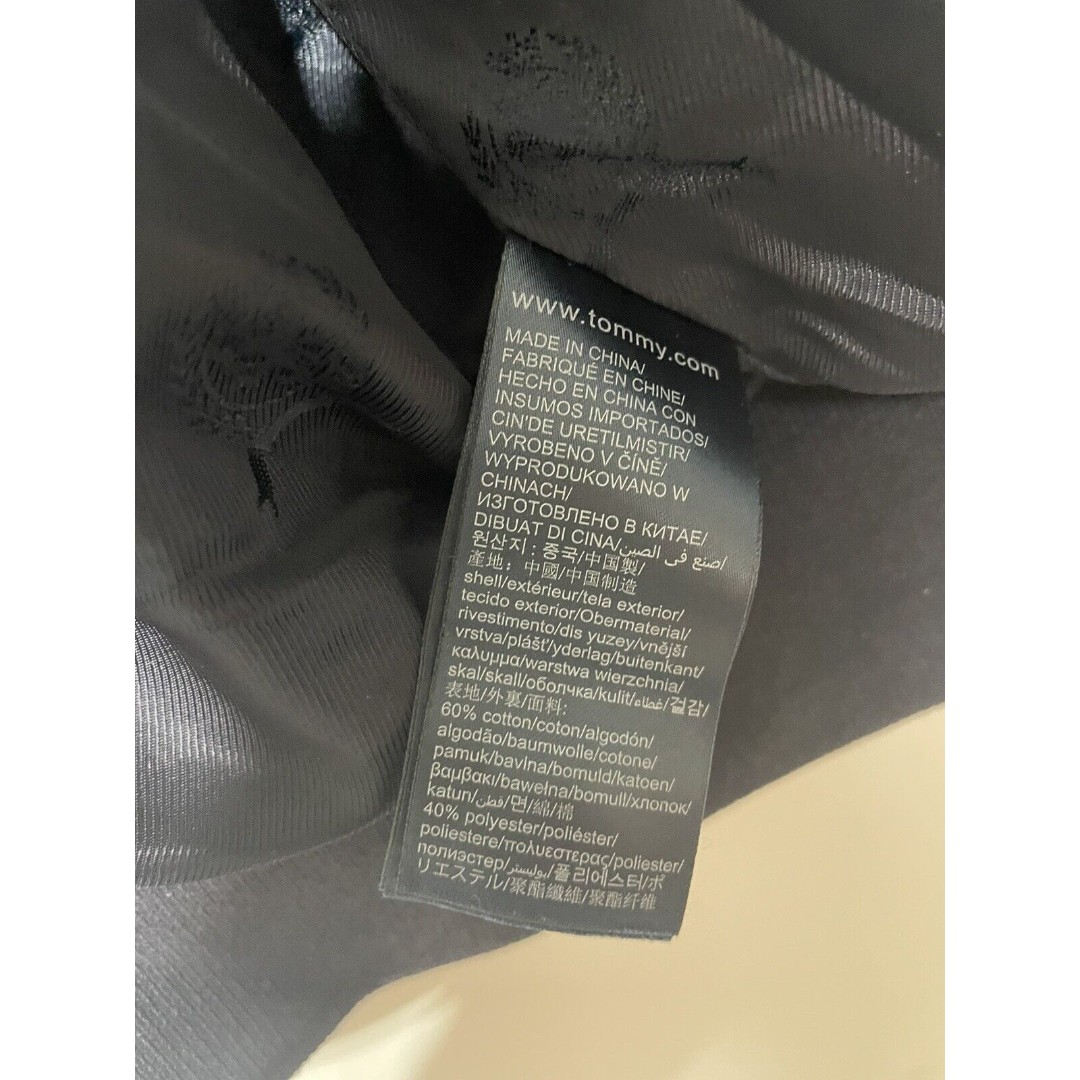 www.tommy.com
MADE IN CHINA/
FABRIQUÉ EN CHINE/
HECHO EN CHINA CON
INSUMOS IMPORTADOS/
CIN'DE URETILMISTIR/
VYROBENO V ČÍNĚ/
WYPRODUKOWANO W
CHINACH/
ИЗГОТОВЛЕНО В КИТАЕ/
DIBUAT DI CINA/صنع في الصين/
원산지 : 중국/中国製/
產地：中國/中国制造
shell/extérieur/tela exterior/
tecido exterior/Obermaterial/
rivestimento/dis yuzey/vnější
vrstva/plášť/yderlag/buitenkant/
καλυμμα/warstwa wierzchnia/
skal/skall/оболчка/kulit/غطاء/겉감/
表地/外裏/面料:
60% cotton/coton/algodón/
algodão/baumwolle/cotone/
pamuk/bavlna/bomuld/katoen/
βαμβακι/bawełna/bomull/хлопок/
katun/قطن/면/綿/棉
40% polyester/poliéster/
poliestere/πολυεστερας/poliester/
полиэстер/بوليستر/폴리에스터/ポ
リエステル/聚酯纖維/聚酯纤维